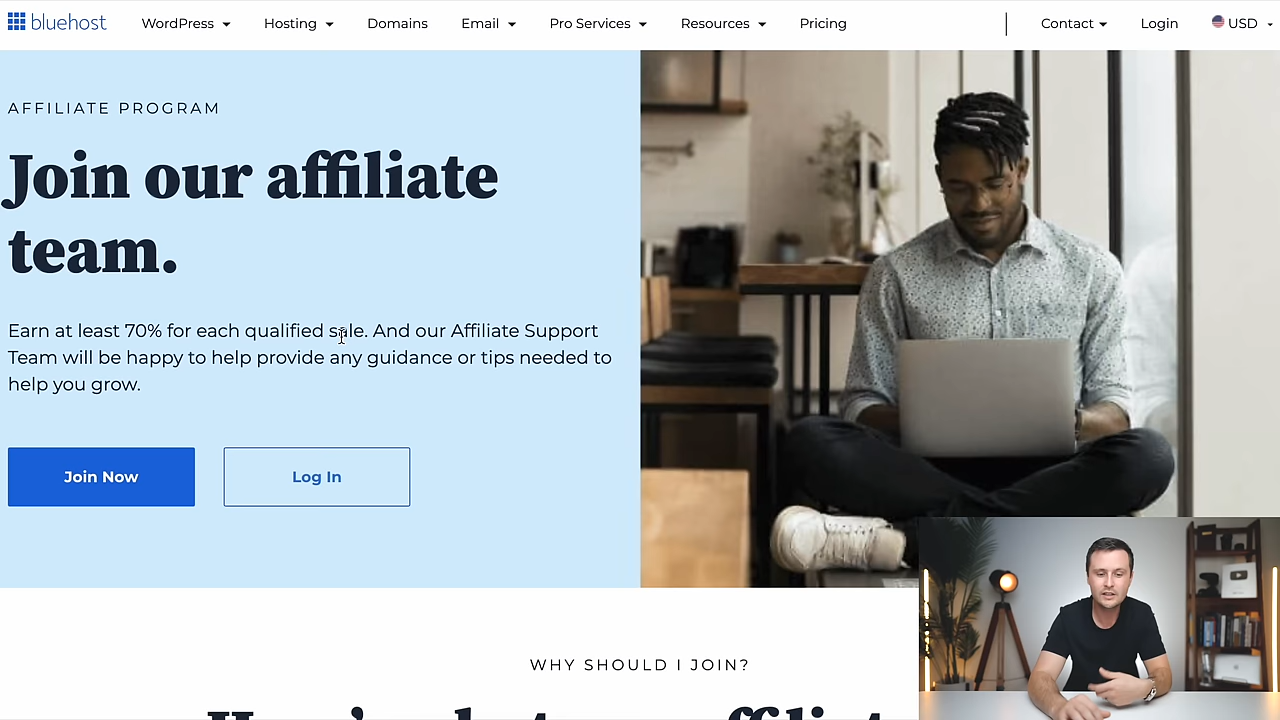 bluehost WordPress Hosting Domains Email Pro Services Resources Pricing Contact Login USD
AFFILIATE PROGRAM
Join our affiliate
team.
Earn at least 70% for each qualified sale. And our Affiliate Support
Team will be happy to help provide any guidance or tips needed to
help you grow.
Join Now Log In
WHY SHOULD I JOIN?